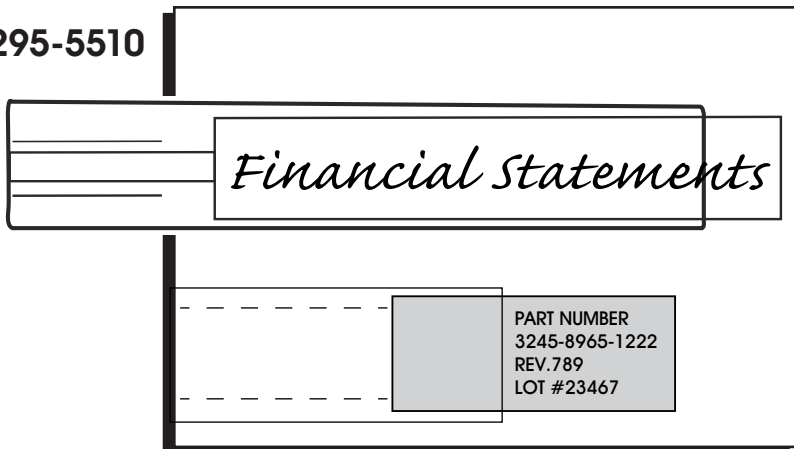 295-5510
Financial Statements
PART NUMBER
3245-8965-1222
REV.789
LOT #23467